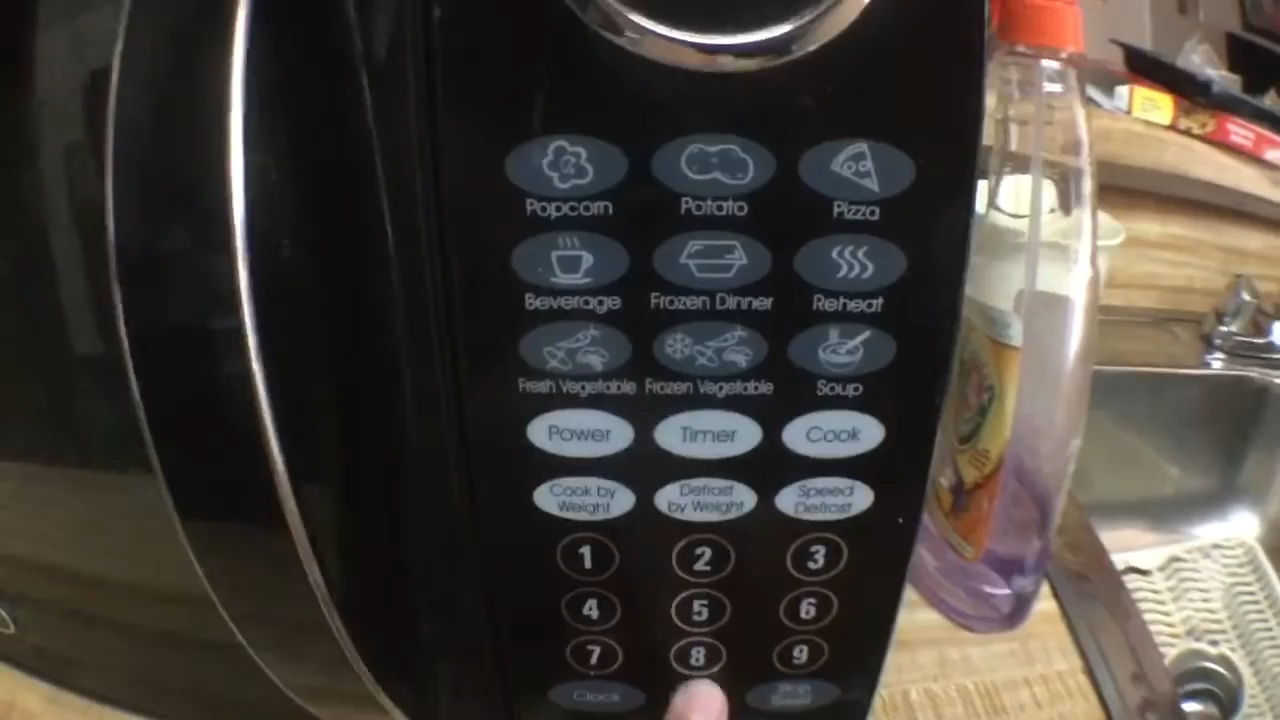 Popcorn Potato Pizza
Beverage Frozen Dinner Reheat
Fresh Vegetable Frozen Vegetable Soup
Power Timer Cook
Cook by Weight Defrost by Weight Speed Defrost
1 2 3
4 5 6
7 8 9
Clock